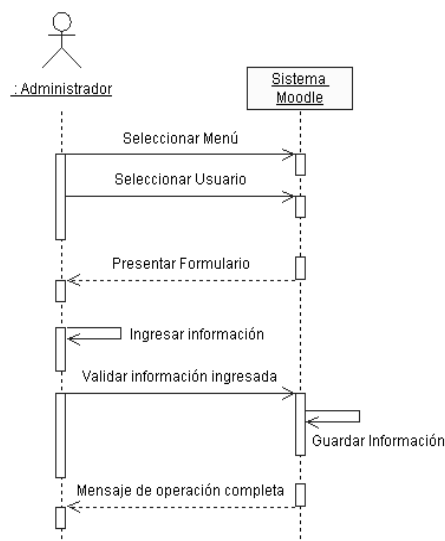 : Administrador
Sistema
Moodle
Seleccionar Menú
Seleccionar Usuario
Presentar Formulario
Ingresar información
Validar información ingresada
Guardar Información
Mensaje de operación completa